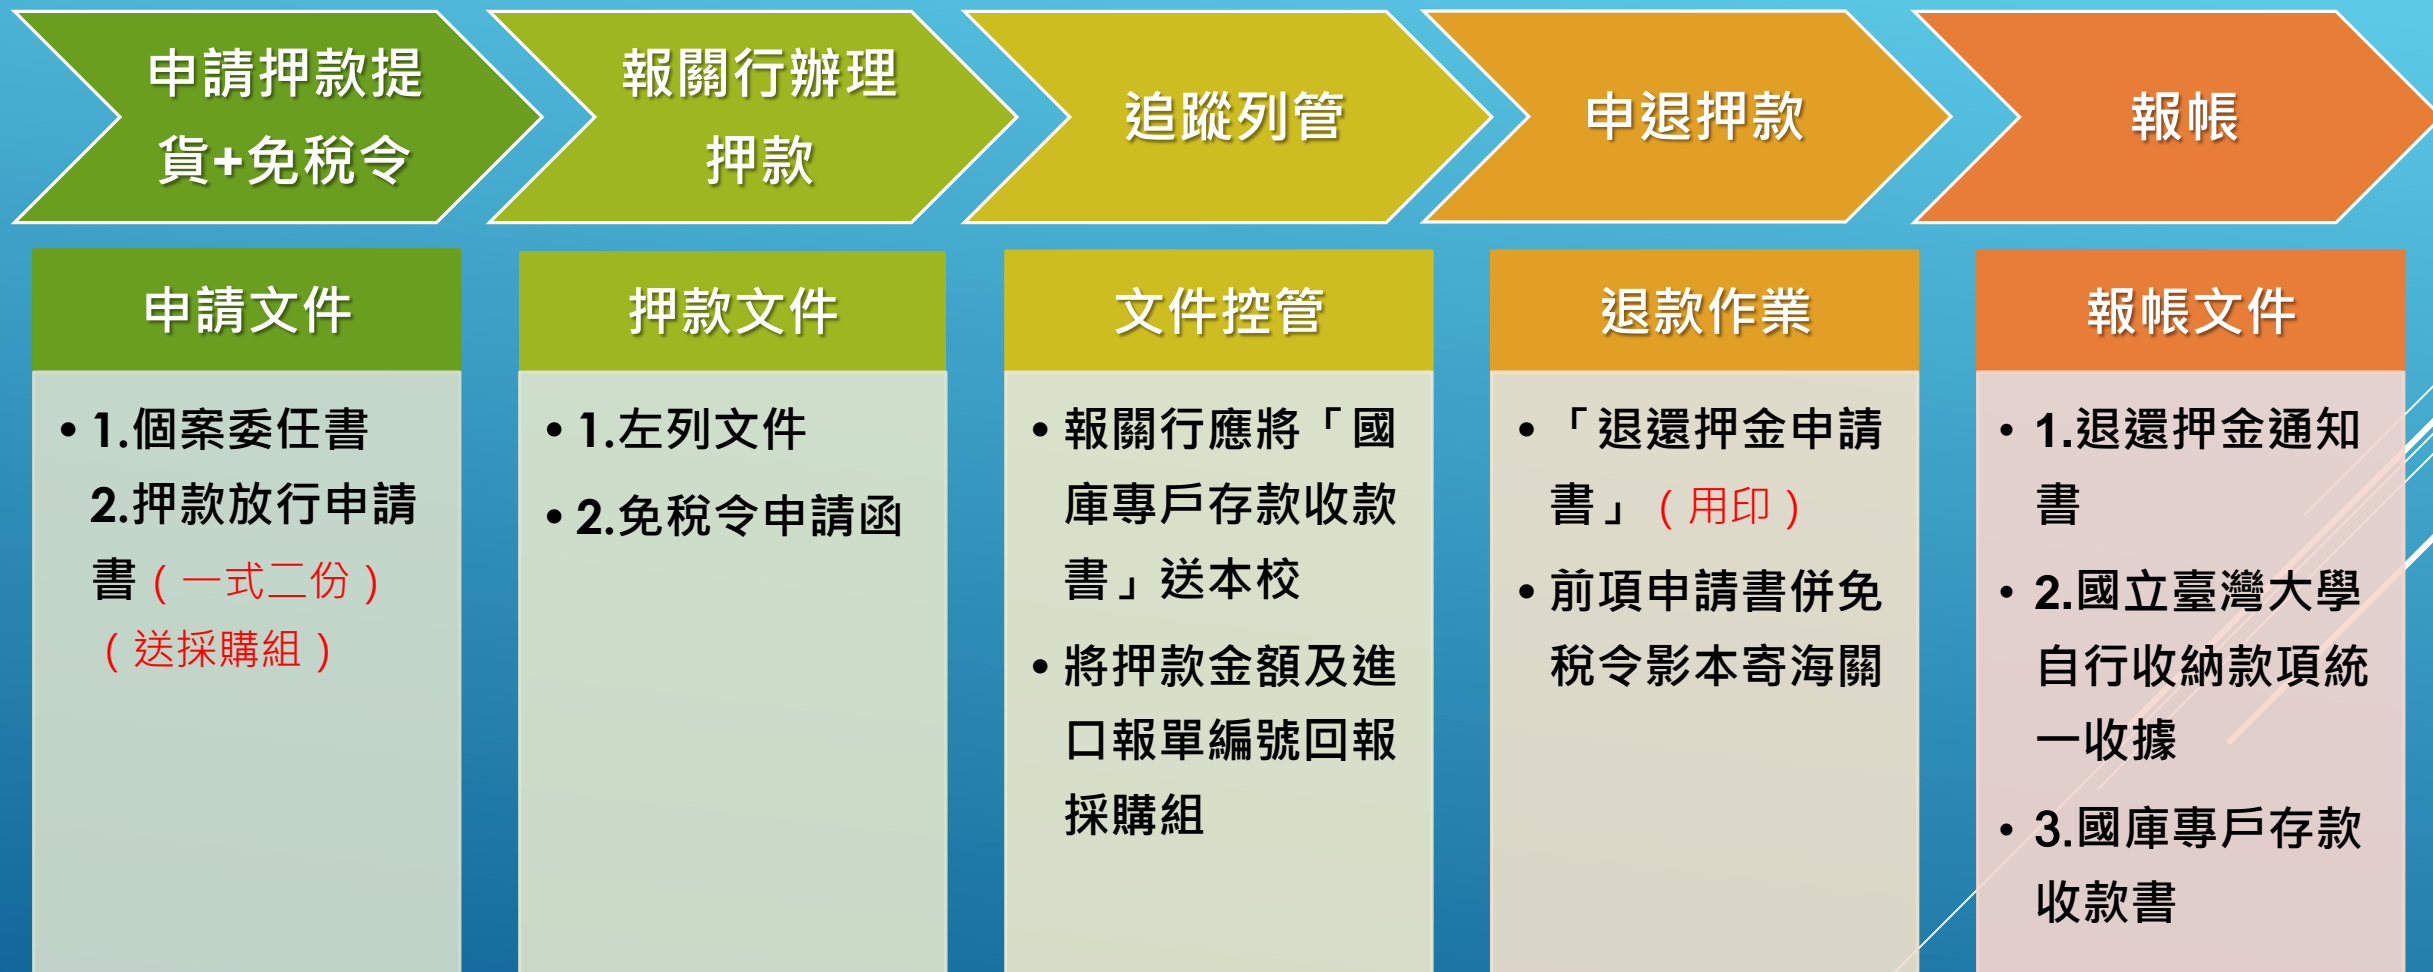 申請押款提
貨+免稅令
報關行辦理
押款
追蹤列管
申退押款
報帳
申請文件
• 1.個案委任書
2.押款放行申請
書（一式二份）
（送採購組）
押款文件
• 1.左列文件
• 2.免稅令申請函
文件控管
• 報關行應將「國
庫專戶存款收款
書」送本校
• 將押款金額及進
口報單編號回報
採購組
退款作業
• 「退還押金申請
書」（用印）
• 前項申請書併免
稅令影本寄海關
報帳文件
• 1.退還押金通知
書
• 2.國立臺灣大學
自行收納款項統
一收據
• 3.國庫專戶存款
收款書